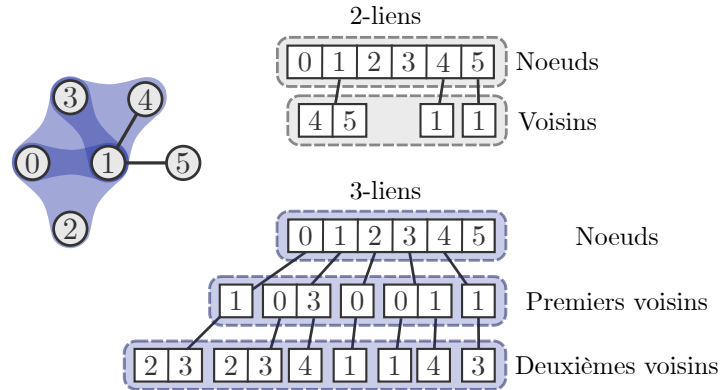 2-liens
0 1 2 3 4 5 Noeuds
4 5 1 1 Voisins
3 4
0 1 5
2
3-liens
0 1 2 3 4 5 Noeuds
1 0 3 0 0 1 1 Premiers voisins
2 3 2 3 4 1 1 4 3 Deuxièmes voisins